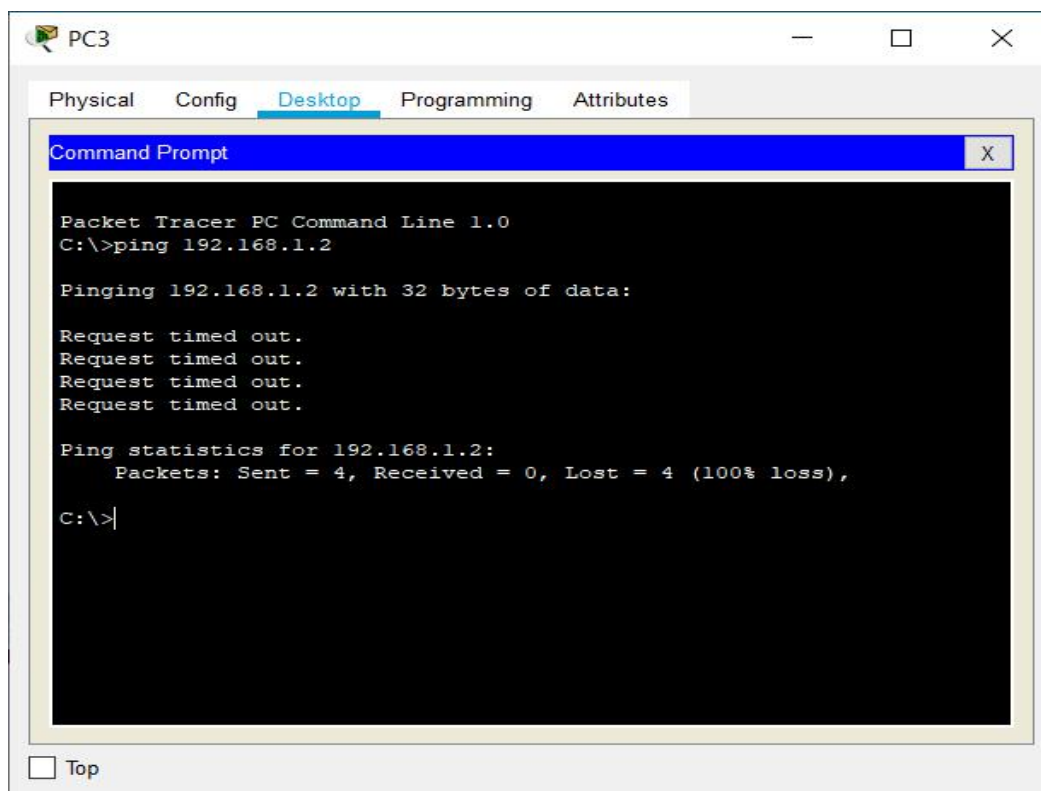 PC3
Physical Config Desktop Programming Attributes
Command Prompt X
Packet Tracer PC Command Line 1.0
C:\>ping 192.168.1.2
Pinging 192.168.1.2 with 32 bytes of data:
Request timed out.
Request timed out.
Request timed out.
Request timed out.
Ping statistics for 192.168.1.2:
Packets: Sent = 4, Received = 0, Lost = 4 (100% loss),
C:\>
Top